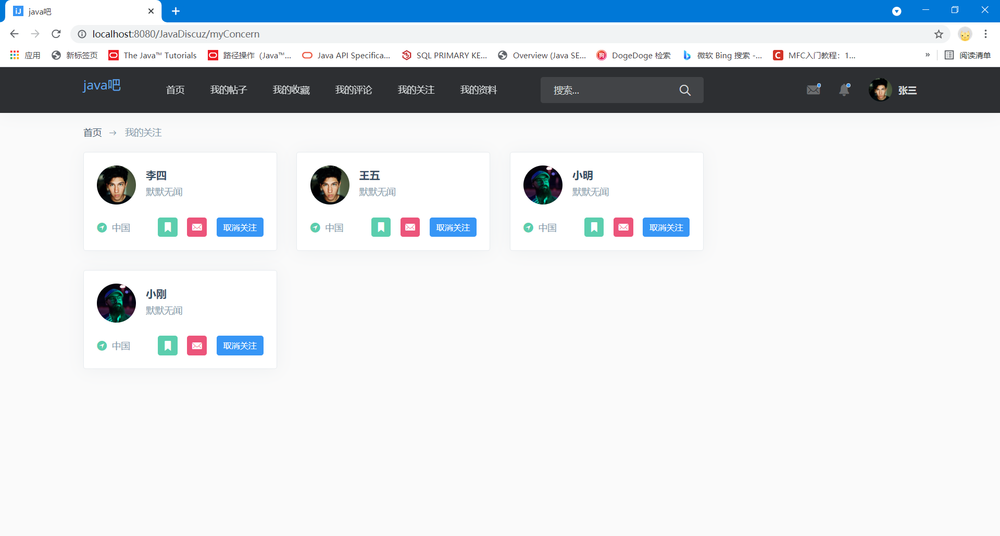 java吧
localhost:8080/JavaDiscuz/myConcern
应用 新标签页 The Java™ Tutorials 路径操作（Java™... Java API Specifica... SQL PRIMARY KE... Overview (Java SE... DogeDoge 检索 微软 Bing 搜索 -... MFC入门教程：1... » 阅读清单
java吧 首页 我的帖子 我的收藏 我的评论 我的关注 我的资料 搜索... 张三
首页 → 我的关注
李四
默默无闻
中国 取消关注
王五
默默无闻
中国 取消关注
小明
默默无闻
中国 取消关注
小刚
默默无闻
中国 取消关注